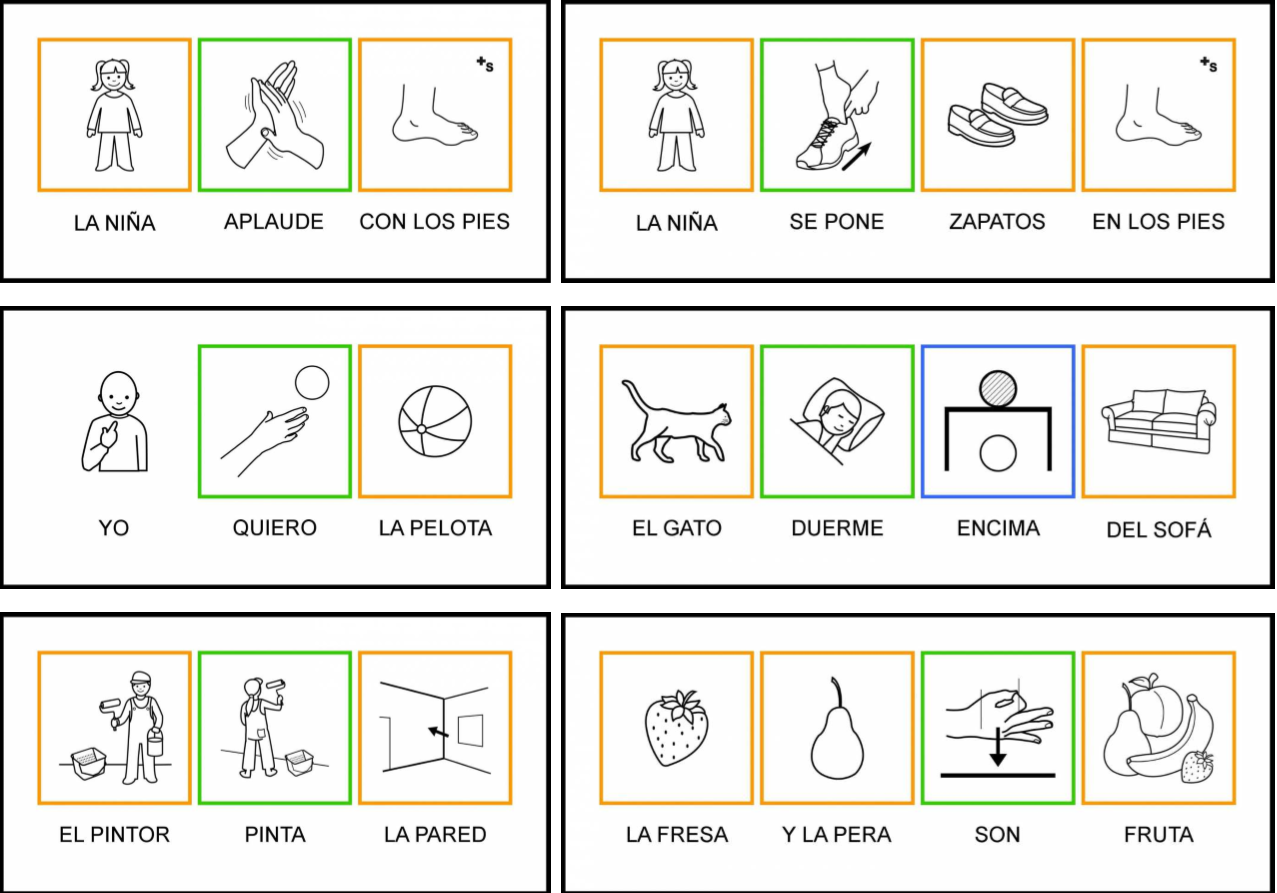 +s
LA NIÑA APLAUDE CON LOS PIES
+s
LA NIÑA SE PONE ZAPATOS EN LOS PIES
YO QUIERO LA PELOTA
EL GATO DUERME ENCIMA DEL SOFÁ
EL PINTOR PINTA LA PARED
LA FRESA Y LA PERA SON FRUTA